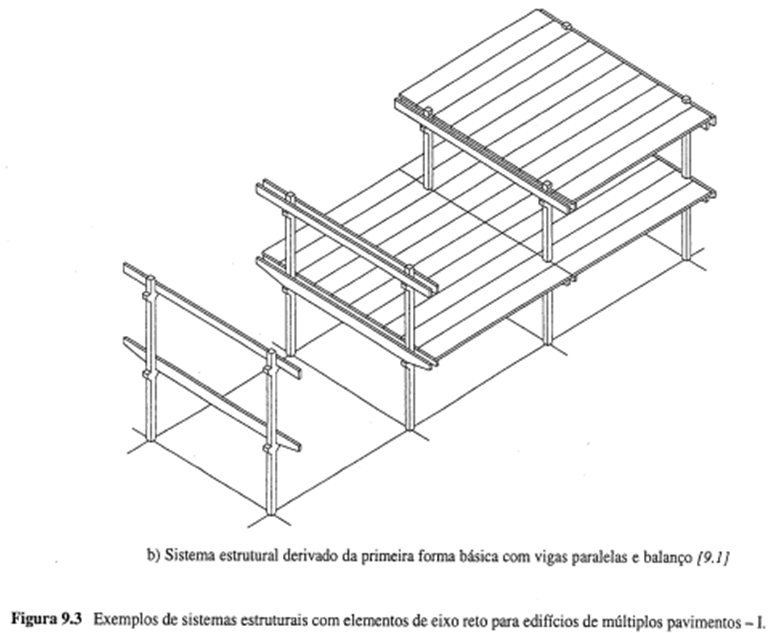 b) Sistema estrutural derivado da primeira forma básica com vigas paralelas e balanço [9.1]
Figura 9.3 Exemplos de sistemas estruturais com elementos de eixo reto para edifícios de múltiplos pavimentos – I.